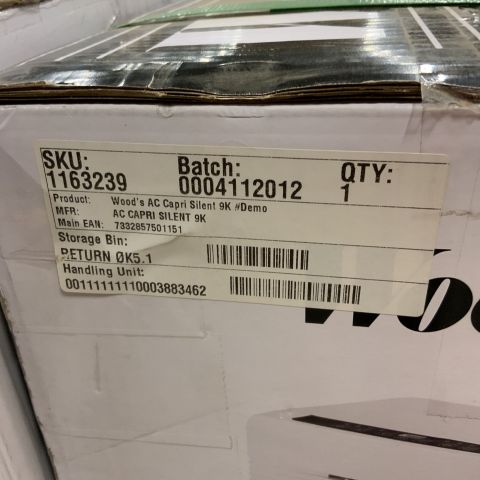 SKU: Batch: QTY:
1163239 0004112012 1
Product: Wood's AC Capri Silent 9K #Demo
MFR: AC CAPRI SILENT 9K
Main EAN: 7332857501151
Storage Bin:
RETURN ØK5.1
Handling Unit:
00111111110003883462
Woo